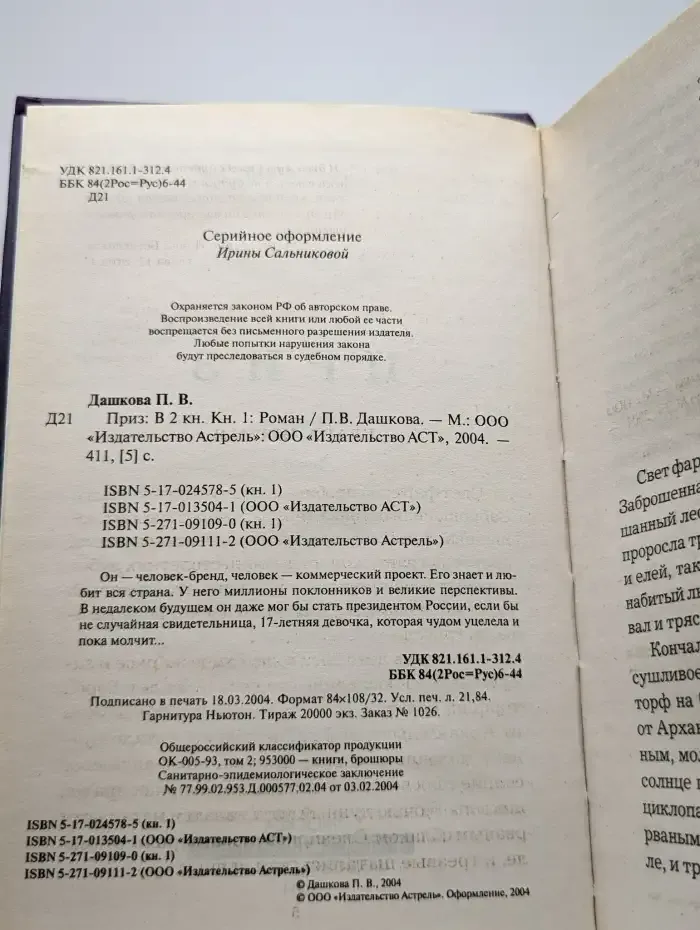 УДК 821.161.1-312.4
ББК 84(2Рос=Рус)6-44
Д21
Серийное оформление
Ирины Сальниковой
Охраняется законом РФ об авторском праве.
Воспроизведение всей книги или любой ее части
воспрещается без письменного разрешения издателя.
Любые попытки нарушения закона
будут преследоваться в судебном порядке.
Дашкова П. В.
Д21 Приз: В 2 кн. Кн. 1: Роман / П.В. Дашкова. — М.: ООО
«Издательство Астрель»: ООО «Издательство АСТ», 2004. —
411, [5] с.
ISBN 5-17-024578-5 (кн. 1)
ISBN 5-17-013504-1 (ООО «Издательство АСТ»)
ISBN 5-271-09109-0 (кн. 1)
ISBN 5-271-09111-2 (ООО «Издательство Астрель»)
Он — человек-бренд, человек — коммерческий проект. Его знает и лю-
бит вся страна. У него миллионы поклонников и великие перспективы.
В недалеком будущем он даже мог бы стать президентом России, если бы
не случайная свидетельница, 17-летняя девочка, которая чудом уцелела и
пока молчит...
УДК 821.161.1-312.4
ББК 84(2Рос=Рус)6-44
Подписано в печать 18.03.2004. Формат 84×108/32. Усл. печ. л. 21,84.
Гарнитура Ньютон. Тираж 20000 экз. Заказ № 1026.
Общероссийский классификатор продукции
ОК-005-93, том 2; 953000 — книги, брошюры
Санитарно-эпидемиологическое заключение
№ 77.99.02.953.Д.000577.02.04 от 03.02.2004
ISBN 5-17-024578-5 (кн. 1)
ISBN 5-17-013504-1 (ООО «Издательство АСТ»)
ISBN 5-271-09109-0 (кн. 1)
ISBN 5-271-09111-2 (ООО «Издательство Астрель»)
© Дашкова П. В., 2004
© ООО «Издательство Астрель». Оформление, 2004
Свет фар
Заброшенна
шанный лес
проросла тр
и елей, так
набитый ль
вал и тряс
Кончал
сушливое
торф на
от Архан
ным, мол
солнце п
циклопа
рваным
ле, и тр